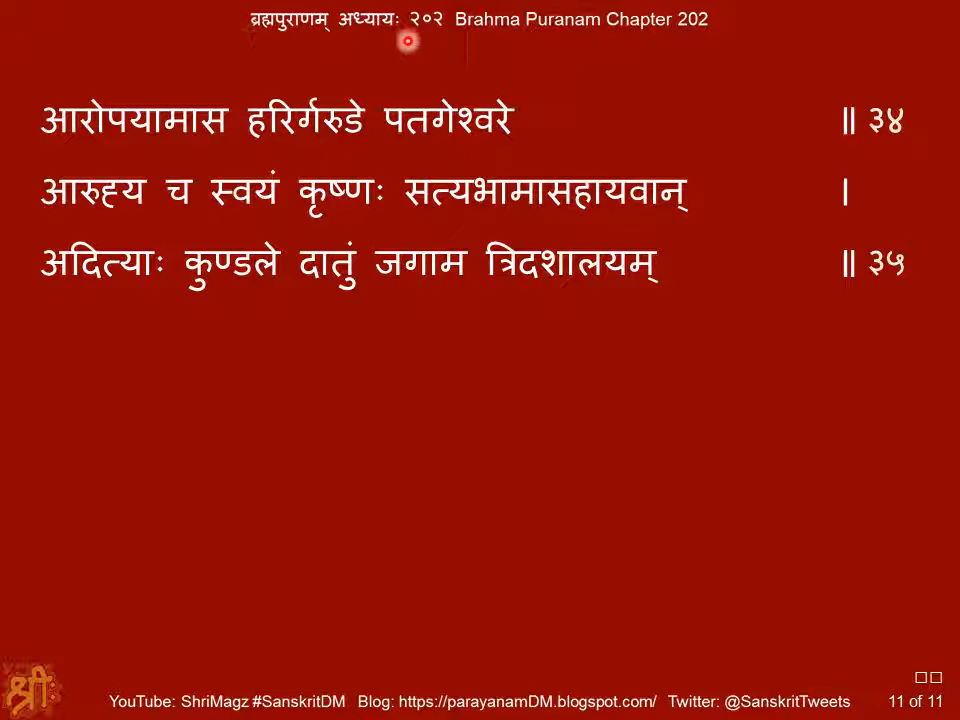 ब्रह्मपुराणम् अध्यायः २०२ Brahma Puranam Chapter 202
आरोपयामास हरिर्गरुडे पतगेश्वरे ॥ ३४
आरुह्य च स्वयं कृष्णः सत्यभामासहायवान् ।
अदित्याः कुण्डले दातुं जगाम त्रिदशालयम् ॥ ३५
श्रीः
YouTube: ShriMagz #SanskritDM Blog: https://parayanamDM.blogspot.com/ Twitter: @SanskritTweets 11 of 11